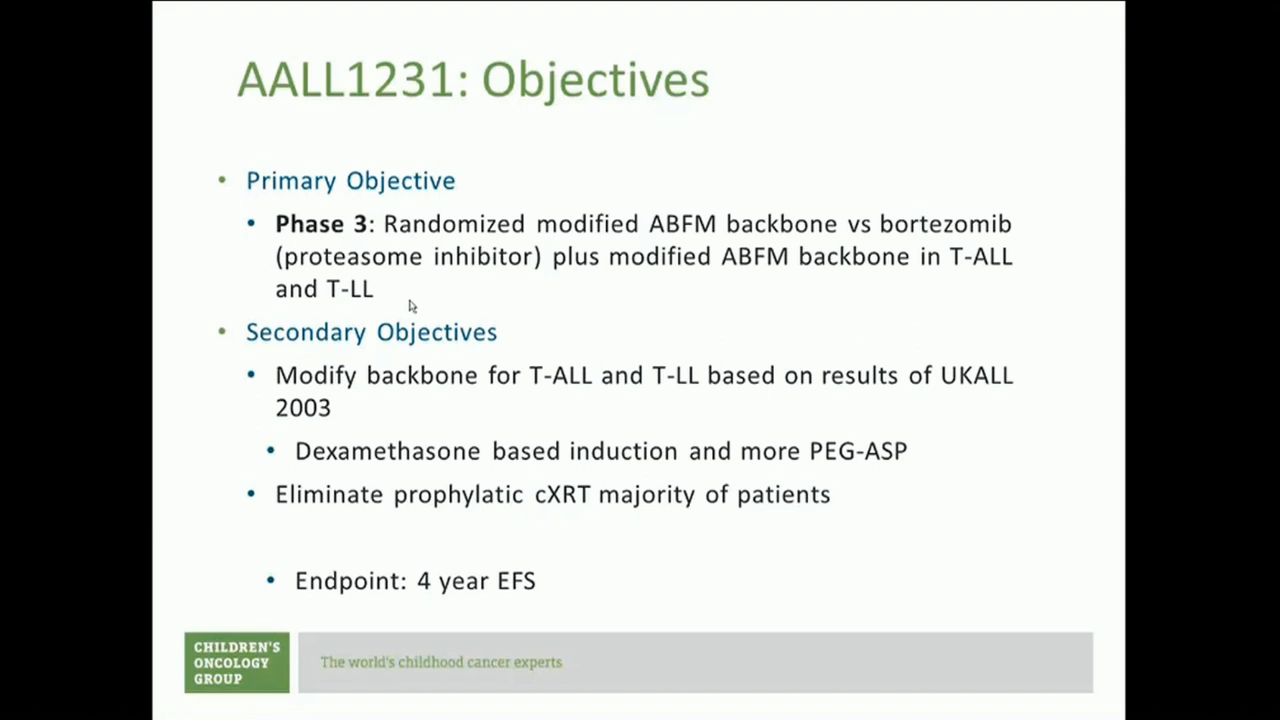 AALL1231: Objectives
• Primary Objective
• Phase 3: Randomized modified ABFM backbone vs bortezomib
(proteasome inhibitor) plus modified ABFM backbone in T-ALL
and T-LL
• Secondary Objectives
• Modify backbone for T-ALL and T-LL based on results of UKALL
2003
• Dexamethasone based induction and more PEG-ASP
• Eliminate prophylatic cXRT majority of patients
• Endpoint: 4 year EFS
CHILDREN'S
ONCOLOGY
GROUP
The world's childhood cancer experts